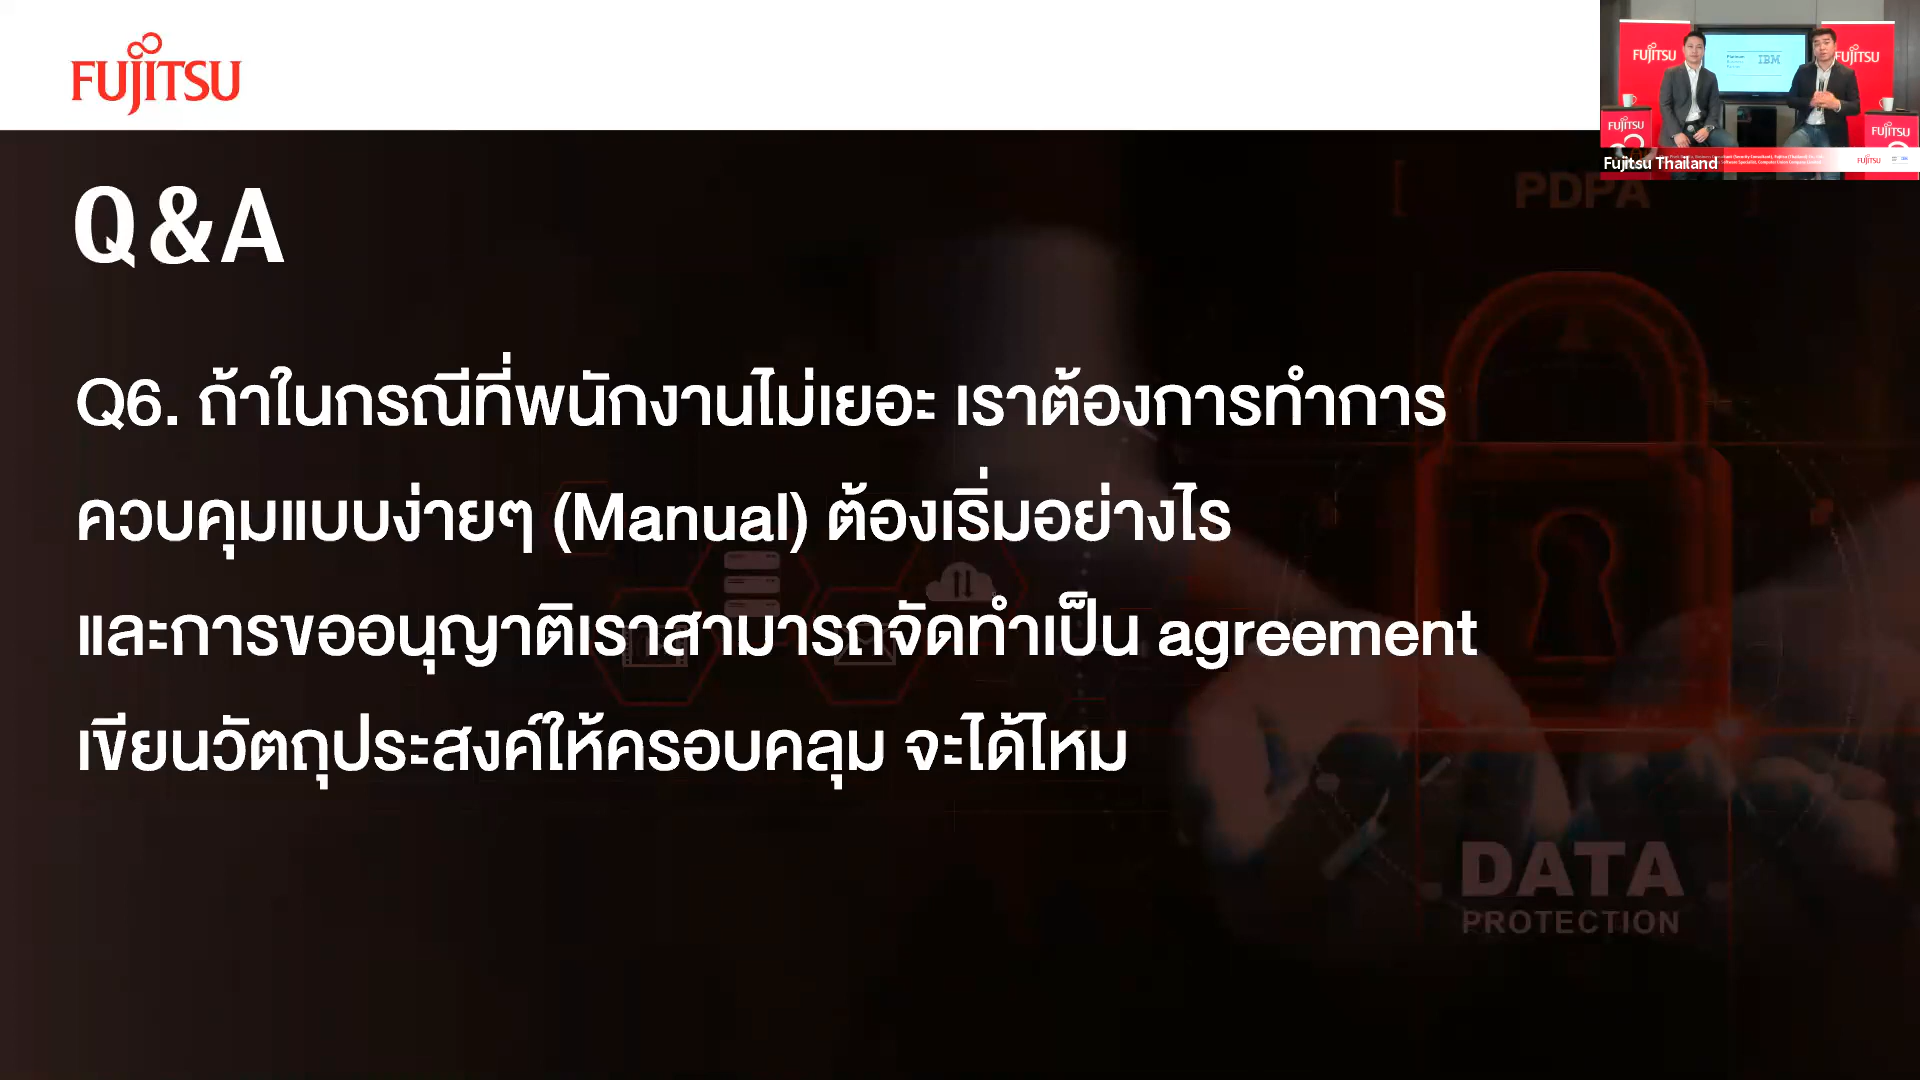 FUJITSU
FUJITSU
IBM
FUJITSU
FUJITSU
FUJITSU
Fujitsu Thailand
FUJITSU
PDPA
Q&A
Q6. ถ้าในกรณีที่พนักงานไม่เยอะ เราต้องการทำการ
ควบคุมแบบง่ายๆ (Manual) ต้องเริ่มอย่างไร
และการขออนุญาติเราสามารถจัดทำเป็น agreement
เขียนวัตถุประสงค์ให้ครอบคลุม จะได้ไหม
DATA
PROTECTION